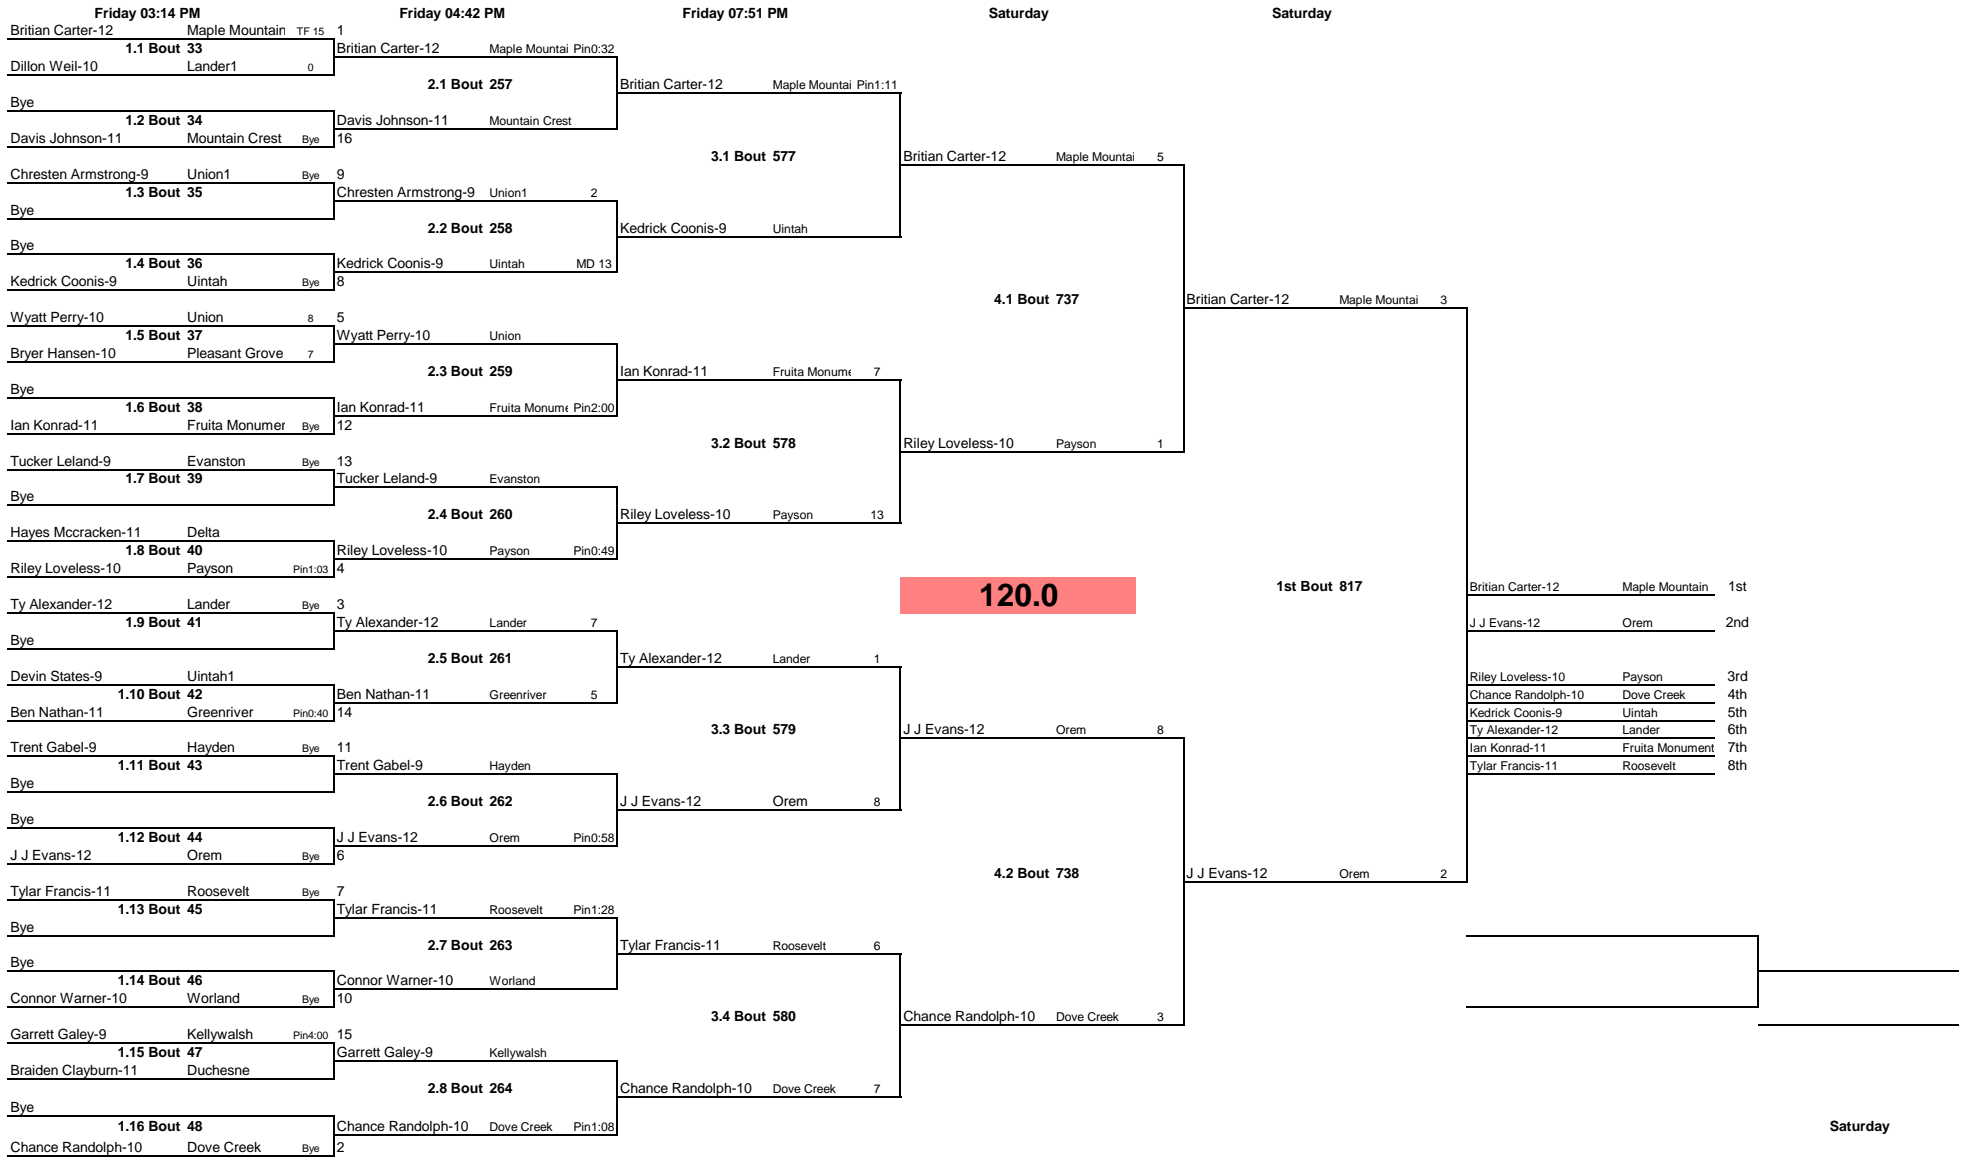 Friday 03:14 PM Friday 04:42 PM Friday 07:51 PM Saturday Saturday
Britian Carter-12 Maple Mountain TF 15 1
1.1 Bout 33 Britian Carter-12 Maple Mountai Pin0:32
Dillon Weil-10 Lander1 0
2.1 Bout 257 Britian Carter-12 Maple Mountai Pin1:11
Bye
1.2 Bout 34 Davis Johnson-11 Mountain Crest
Davis Johnson-11 Mountain Crest Bye 16
3.1 Bout 577 Britian Carter-12 Maple Mountai 5
Chresten Armstrong-9 Union1 Bye 9
1.3 Bout 35 Chresten Armstrong-9 Union1 2
Bye
2.2 Bout 258 Kedrick Coonis-9 Uintah
Bye
1.4 Bout 36 Kedrick Coonis-9 Uintah MD 13
Kedrick Coonis-9 Uintah Bye 8
4.1 Bout 737 Britian Carter-12 Maple Mountai 3
Wyatt Perry-10 Union 8 5
1.5 Bout 37 Wyatt Perry-10 Union
Bryer Hansen-10 Pleasant Grove 7
2.3 Bout 259 Ian Konrad-11 Fruita Monume 7
Bye
1.6 Bout 38 Ian Konrad-11 Fruita Monume Pin2:00
Ian Konrad-11 Fruita Monumer Bye 12
3.2 Bout 578 Riley Loveless-10 Payson 1
Tucker Leland-9 Evanston Bye 13
1.7 Bout 39 Tucker Leland-9 Evanston
Bye
2.4 Bout 260 Riley Loveless-10 Payson 13
Hayes Mccracken-11 Delta
1.8 Bout 40 Riley Loveless-10 Payson Pin0:49
Riley Loveless-10 Payson Pin1:03 4
120.0 1st Bout 817 Britian Carter-12 Maple Mountain 1st
Ty Alexander-12 Lander Bye 3
1.9 Bout 41 Ty Alexander-12 Lander 7 J J Evans-12 Orem 2nd
Bye
2.5 Bout 261 Ty Alexander-12 Lander 1
Devin States-9 Uintah1 Riley Loveless-10 Payson 3rd
1.10 Bout 42 Ben Nathan-11 Greenriver 5 Chance Randolph-10 Dove Creek 4th
Ben Nathan-11 Greenriver Pin0:40 14 Kedrick Coonis-9 Uintah 5th
3.3 Bout 579 J J Evans-12 Orem 8 Ty Alexander-12 Lander 6th
Trent Gabel-9 Hayden Bye 11 Ian Konrad-11 Fruita Monument 7th
1.11 Bout 43 Trent Gabel-9 Hayden Tylar Francis-11 Roosevelt 8th
Bye
2.6 Bout 262 J J Evans-12 Orem 8
Bye
1.12 Bout 44 J J Evans-12 Orem Pin0:58
J J Evans-12 Orem Bye 6
4.2 Bout 738 J J Evans-12 Orem 2
Tylar Francis-11 Roosevelt Bye 7
1.13 Bout 45 Tylar Francis-11 Roosevelt Pin1:28
Bye
2.7 Bout 263 Tylar Francis-11 Roosevelt 6
Bye
1.14 Bout 46 Connor Warner-10 Worland
Connor Warner-10 Worland Bye 10
3.4 Bout 580 Chance Randolph-10 Dove Creek 3
Garrett Galey-9 Kellywalsh Pin4:00 15
1.15 Bout 47 Garrett Galey-9 Kellywalsh
Braiden Clayburn-11 Duchesne
2.8 Bout 264 Chance Randolph-10 Dove Creek 7
Bye
1.16 Bout 48 Chance Randolph-10 Dove Creek Pin1:08 Saturday
Chance Randolph-10 Dove Creek Bye 2